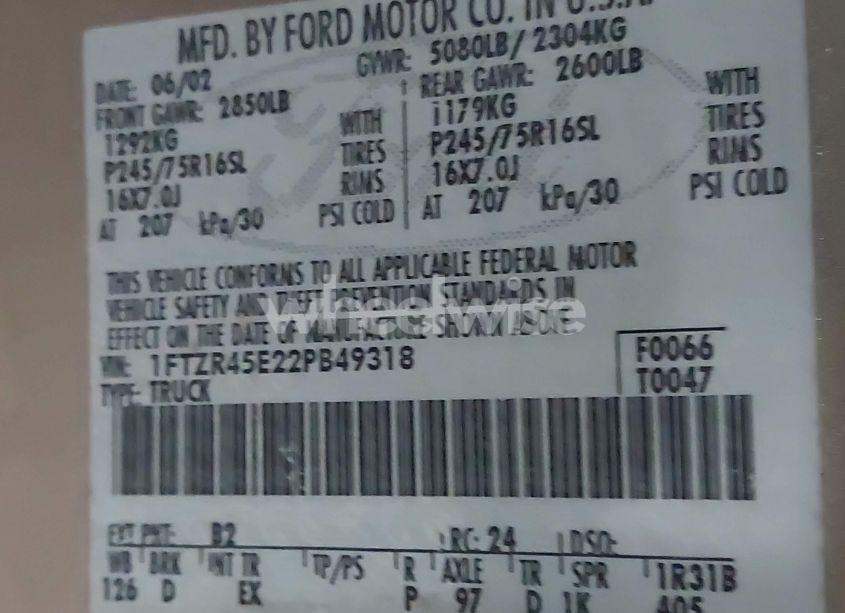 MFD. BY FORD MOTOR CO. IN U.S.A.
DATE: 06/02 GVWR: 5080LB/ 2304KG
FRONT GAWR: 2850LB REAR GAWR: 2600LB
1292KG WITH 1179KG WITH
P245/75R16SL TIRES P245/75R16SL TIRES
16X7.0J RIMS 16X7.0J RIMS
AT 207 kPa/30 PSI COLD AT 207 kPa/30 PSI COLD
THIS VEHICLE CONFORMS TO ALL APPLICABLE FEDERAL MOTOR
VEHICLE SAFETY AND THEFT PREVENTION STANDARDS IN
EFFECT ON THE DATE OF MANUFACTURE SHOWN ABOVE.
wheelwise
VIN: 1FTZR45E22PB49318 F0066
TYPE: TRUCK T0047
EXT PNT: B2 RC: 24 DSO:
WB BRK INT TR TP/PS R AXLE TR SPR 1R31B
126 D EX P 97 D 1K 405